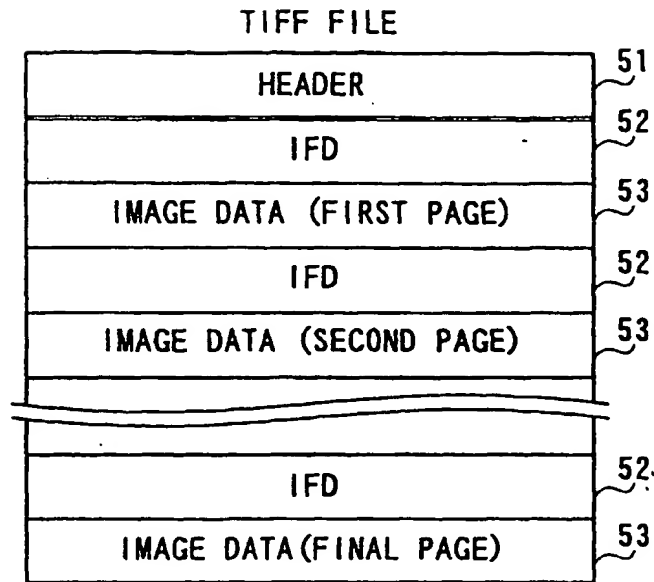 TIFF FILE
HEADER 51
IFD 52
IMAGE DATA (FIRST PAGE) 53
IFD 52
IMAGE DATA (SECOND PAGE) 53
IFD 52
IMAGE DATA(FINAL PAGE) 53